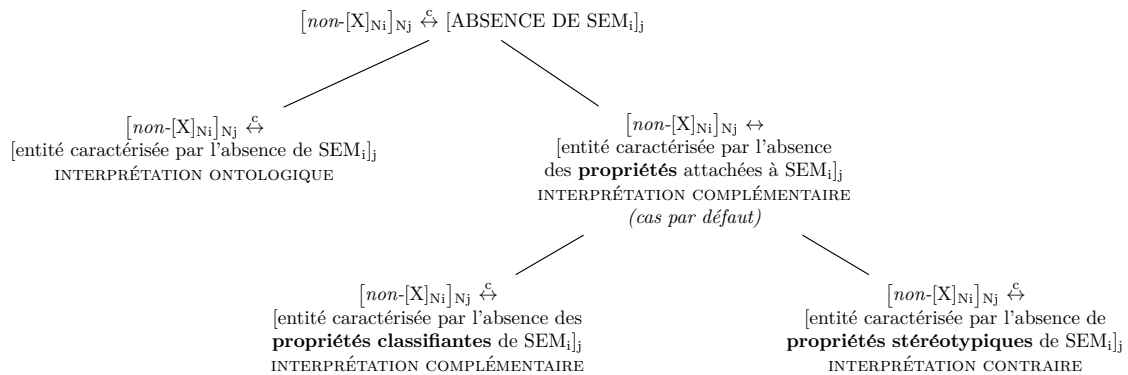 [non-[X]Ni]Nj ↔c [ABSENCE DE SEMi]j
[non-[X]Ni]Nj ↔c
[entité caractérisée par l'absence de SEMi]j
INTERPRÉTATION ONTOLOGIQUE
[non-[X]Ni]Nj ↔
[entité caractérisée par l'absence
des propriétés attachées à SEMi]j
INTERPRÉTATION COMPLÉMENTAIRE
(cas par défaut)
[non-[X]Ni]Nj ↔c
[entité caractérisée par l'absence des
propriétés classifiantes de SEMi]j
INTERPRÉTATION COMPLÉMENTAIRE
[non-[X]Ni]Nj ↔c
[entité caractérisée par l'absence de
propriétés stéréotypiques de SEMi]j
INTERPRÉTATION CONTRAIRE